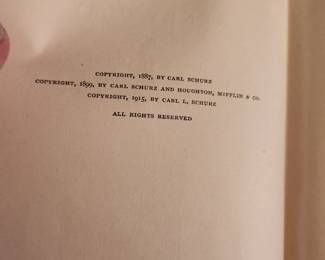 COPYRIGHT, 1887, BY CARL SCHURZ
COPYRIGHT, 1899, BY CARL SCHURZ AND HOUGHTON, MIFFLIN & CO.
COPYRIGHT, 1915, BY CARL L. SCHURZ
ALL RIGHTS RESERVED